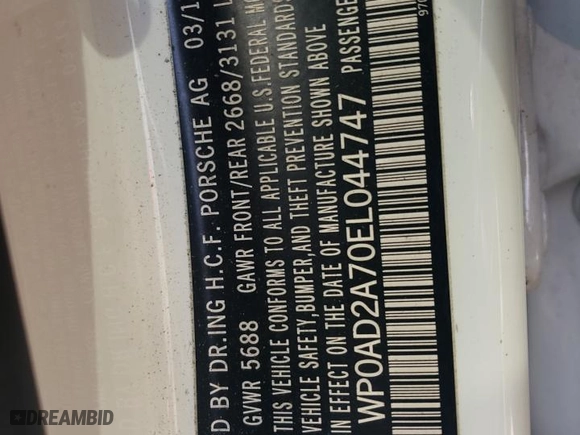 D BY DR.ING H.C.F. PORSCHE AG 03/1
GVWR 5688 GAWR FRONT/REAR 2668/3131 L
THIS VEHICLE CONFORMS TO ALL APPLICABLE U.S.FEDERAL MO
VEHICLE SAFETY,BUMPER,AND THEFT PREVENTION STANDARDS
IN EFFECT ON THE DATE OF MANUFACTURE SHOWN ABOVE
WP0AD2A70EL044747 PASSENGE
970
DREAMBID